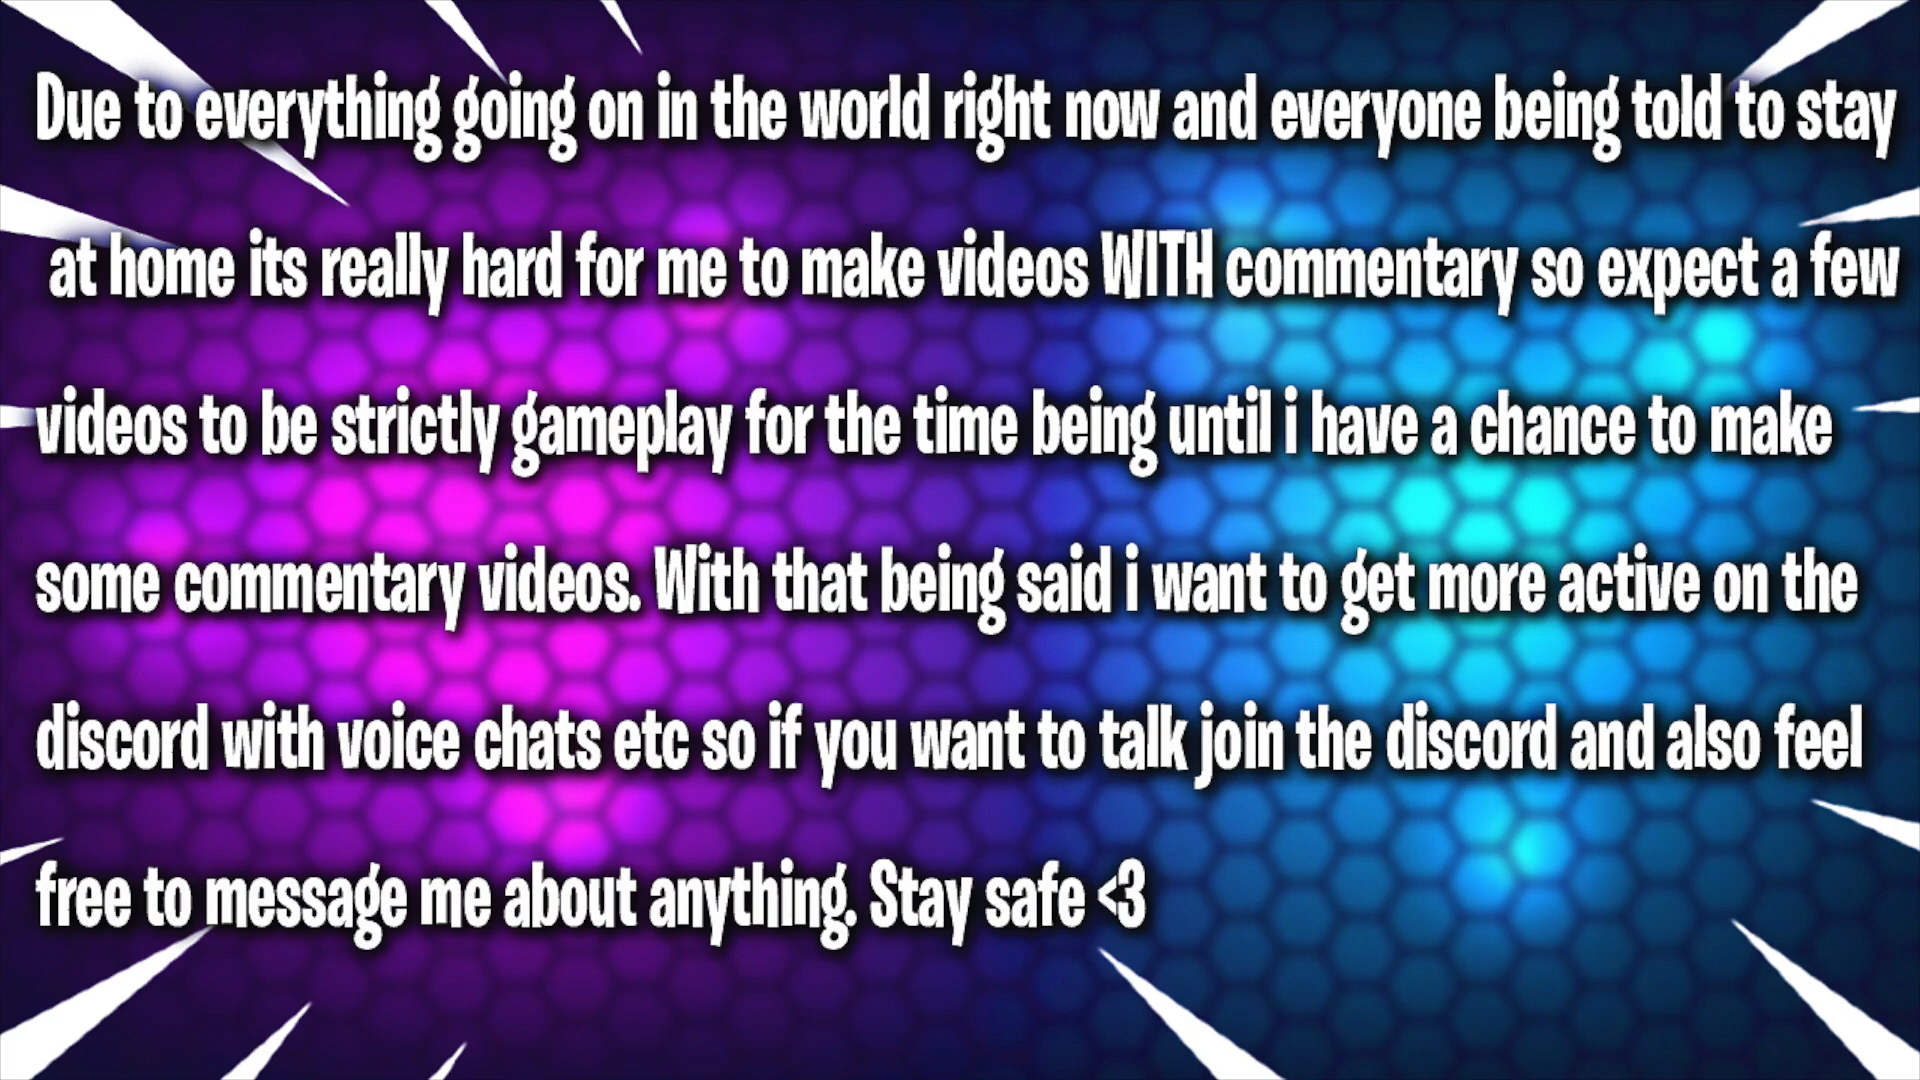 Due to everything going on in the world right now and everyone being told to stay
at home its really hard for me to make videos WITH commentary so expect a few
videos to be strictly gameplay for the time being until i have a chance to make
some commentary videos. With that being said i want to get more active on the
discord with voice chats etc so if you want to talk join the discord and also feel
free to message me about anything. Stay safe <3